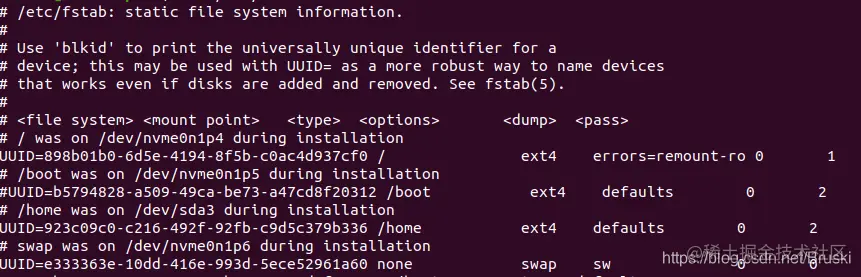 # /etc/fstab: static file system information.
#
# Use 'blkid' to print the universally unique identifier for a
# device; this may be used with UUID= as a more robust way to name devices
# that works even if disks are added and removed. See fstab(5).
#
# <file system> <mount point>   <type>  <options>       <dump>  <pass>
# / was on /dev/nvme0n1p4 during installation
UUID=898b01b0-6d5e-4194-8f5b-c0ac4d937cf0 /               ext4    errors=remount-ro 0       1
# /boot was on /dev/nvme0n1p5 during installation
#UUID=b5794828-a509-49ca-be73-a47cd8f20312 /boot           ext4    defaults        0       2
# /home was on /dev/sda3 during installation
UUID=923c09c0-c216-492f-92fb-c9d5c379b336 /home           ext4    defaults        0       2
# swap was on /dev/nvme0n1p6 during installation
UUID=e333363e-10dd-416e-993d-5ece52961a60 none            swap    sw              0       0
@稀土掘金技术社区